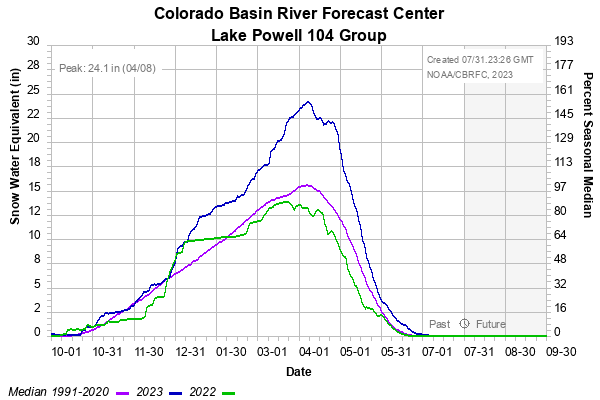 Colorado Basin River Forecast Center
Lake Powell 104 Group
Peak: 24.1 in (04/08)
Created 07/31.23:26 GMT
NOAA/CBRFC, 2023
Snow Water Equivalent (in)
30
28
25
22
20
18
15
12
10
8
5
2
0
Percent Seasonal Median
193
177
161
145
129
113
97
80
64
48
32
16
0
Past Future
10-01 10-31 11-30 12-31 01-30 03-01 04-01 05-01 05-31 07-01 07-31 08-30 09-30
Date
Median 1991-2020 2023 2022